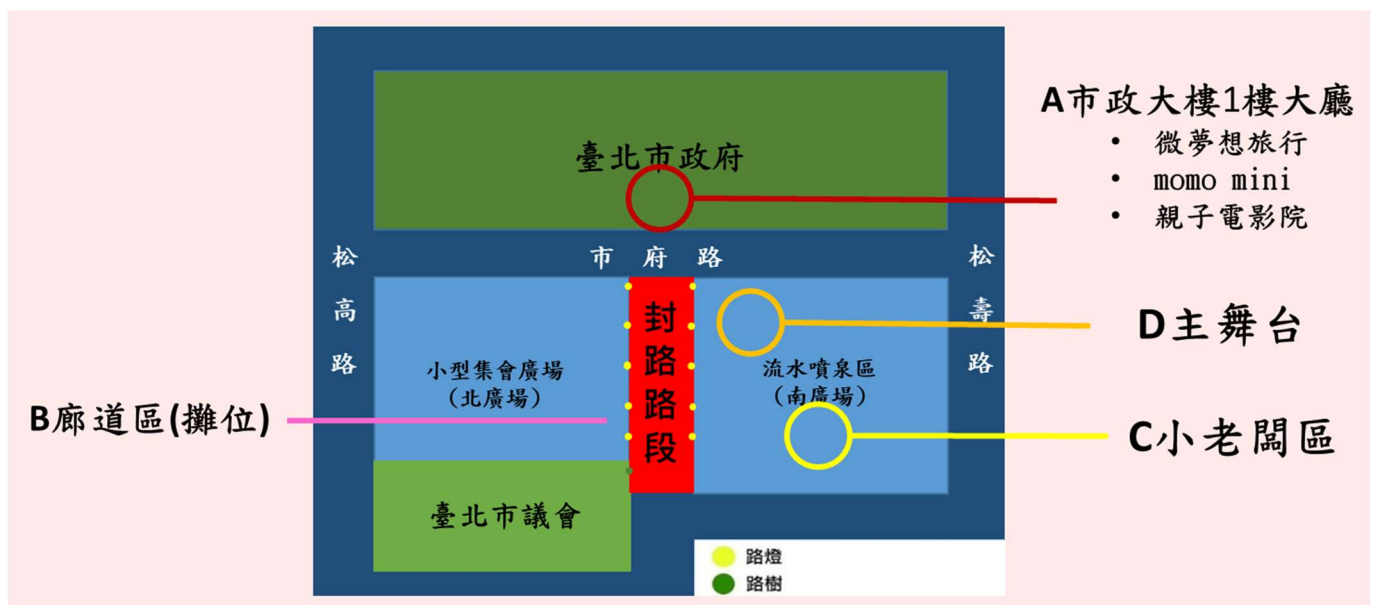 臺北市政府
A市政大樓1樓大廳
• 微夢想旅行
• momo mini
• 親子電影院
市府路
松高路
松壽路
封路路段
D主舞台
小型集會廣場
(北廣場)
流水噴泉區
(南廣場)
B廊道區(攤位)
C小老闆區
臺北市議會
路燈
路樹